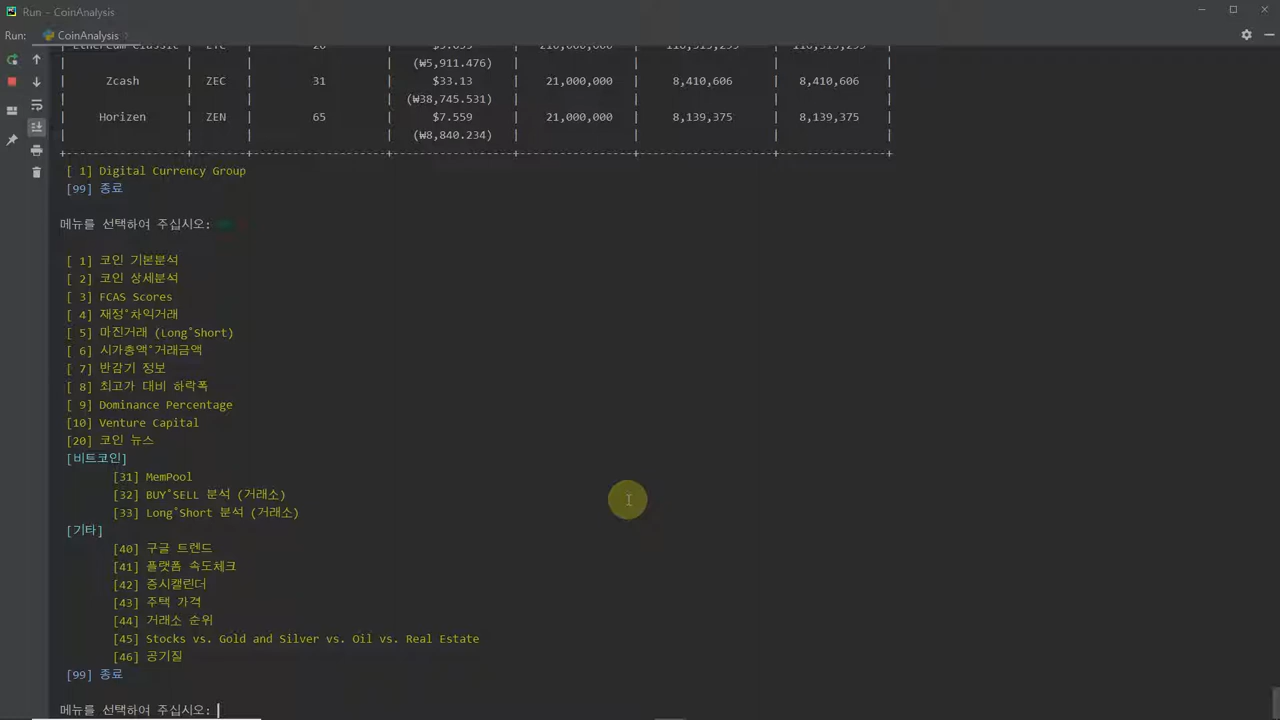 Run - CoinAnalysis
Run: CoinAnalysis
| Ethereum Classic | ETC | | | 210,000,000 | |
| | | | (₩5,911.476) | | | |
| Zcash | ZEC | 31 | $33.13 | 21,000,000 | 8,410,606 | 8,410,606 |
| | | | (₩38,745.531) | | | |
| Horizen | ZEN | 65 | $7.559 | 21,000,000 | 8,139,375 | 8,139,375 |
| | | | (₩8,840.234) | | | |
[ 1] Digital Currency Group
[99] 종료
메뉴를 선택하여 주십시오:
[ 1] 코인 기본분석
[ 2] 코인 상세분석
[ 3] FCAS Scores
[ 4] 재정˚차익거래
[ 5] 마진거래 (Long˚Short)
[ 6] 시가총액˚거래금액
[ 7] 반감기 정보
[ 8] 최고가 대비 하락폭
[ 9] Dominance Percentage
[10] Venture Capital
[20] 코인 뉴스
[비트코인]
[31] MemPool
[32] BUY˚SELL 분석 (거래소)
[33] Long˚Short 분석 (거래소)
[기타]
[40] 구글 트렌드
[41] 플랫폼 속도체크
[42] 증시캘린더
[43] 주택 가격
[44] 거래소 순위
[45] Stocks vs. Gold and Silver vs. Oil vs. Real Estate
[46] 공기질
[99] 종료
메뉴를 선택하여 주십시오: